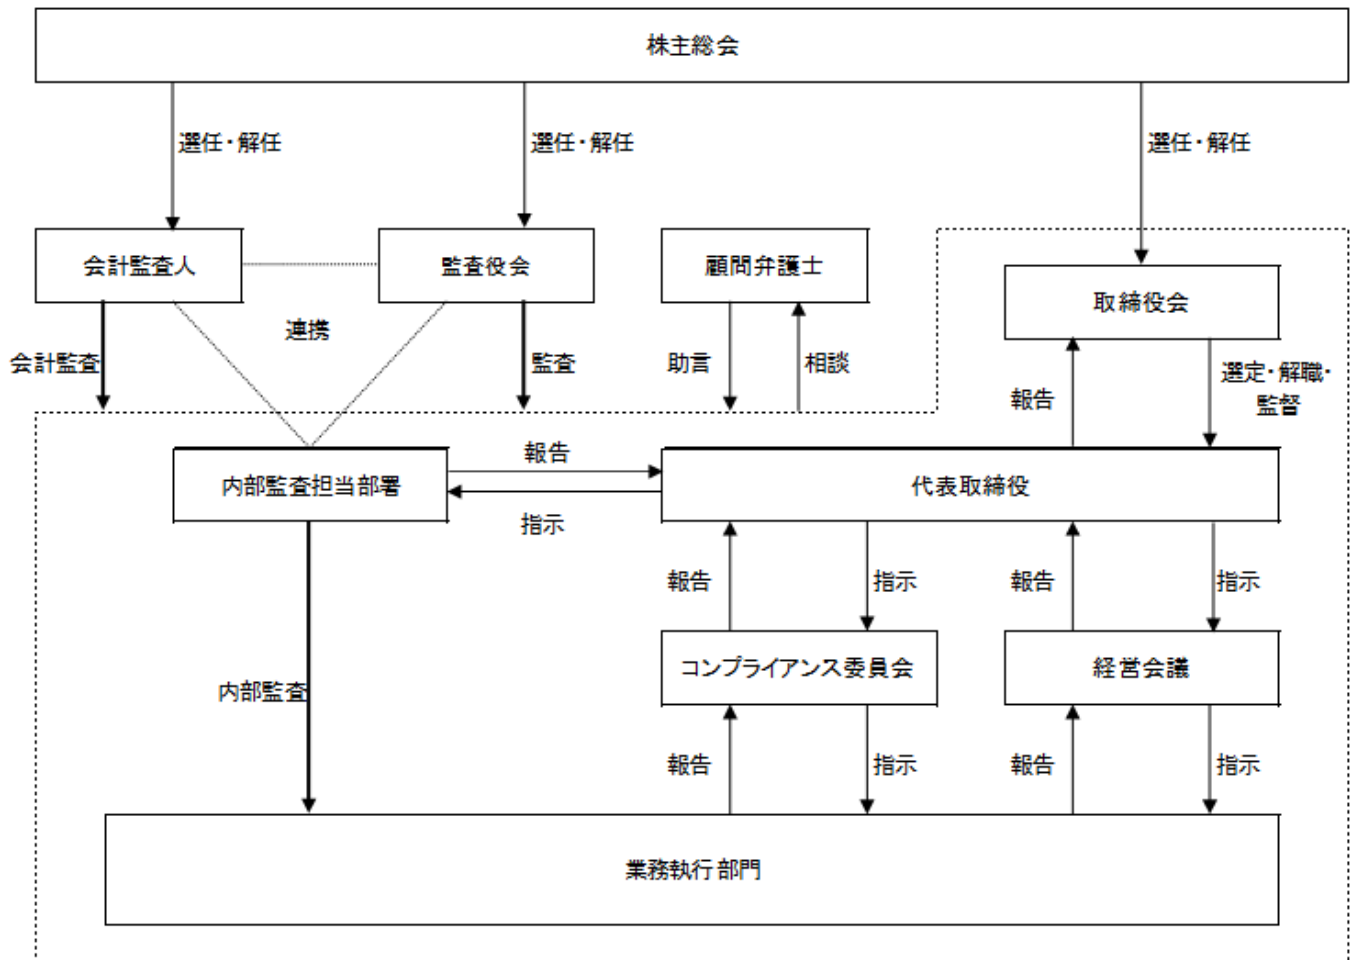 株主総会
選任・解任
選任・解任
選任・解任
会計監査人
監査役会
顧問弁護士
取締役会
連携
会計監査
監査
助言
相談
報告
選定・解職・
監督
内部監査担当部署
報告
指示
代表取締役
報告
指示
報告
指示
コンプライアンス委員会
経営会議
内部監査
報告
指示
報告
指示
業務執行部門